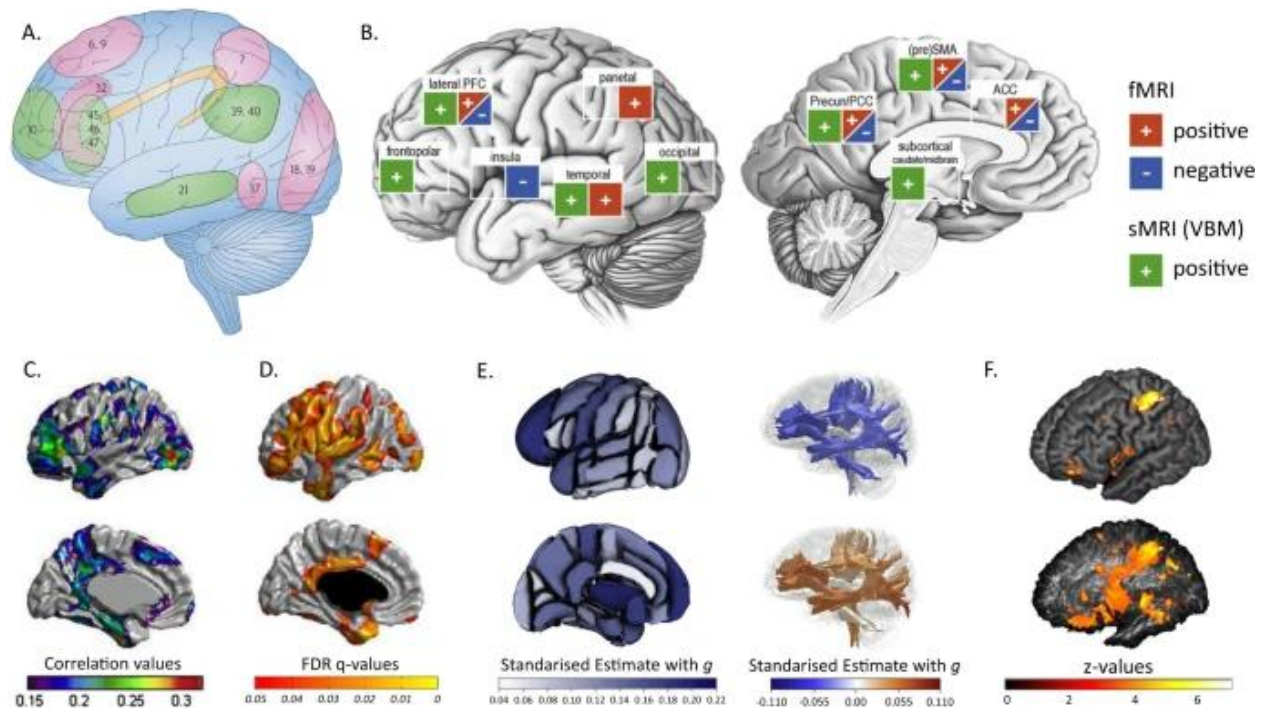 A.
6, 9
7
32
10
45
46
47
39, 40
18, 19
21
37
B.
lateral PFC
+
+
-
parietal
+
frontopolar
+
insula
-
temporal
+
+
occipital
+
(pre)SMA
+
+
-
ACC
+
-
Precun/PCC
+
+
-
subcortical
caudate/midbrain
+
fMRI
+ positive
- negative
sMRI (VBM)
+ positive
C.
Correlation values
0.15 0.2 0.25 0.3
D.
FDR q-values
0.05 0.04 0.03 0.02 0.01 0
E.
Standarised Estimate with g
0.04 0.06 0.08 0.10 0.12 0.14 0.16 0.18 0.20 0.22
Standarised Estimate with g
-0.110 -0.055 0.00 0.055 0.110
F.
z-values
0 2 4 6